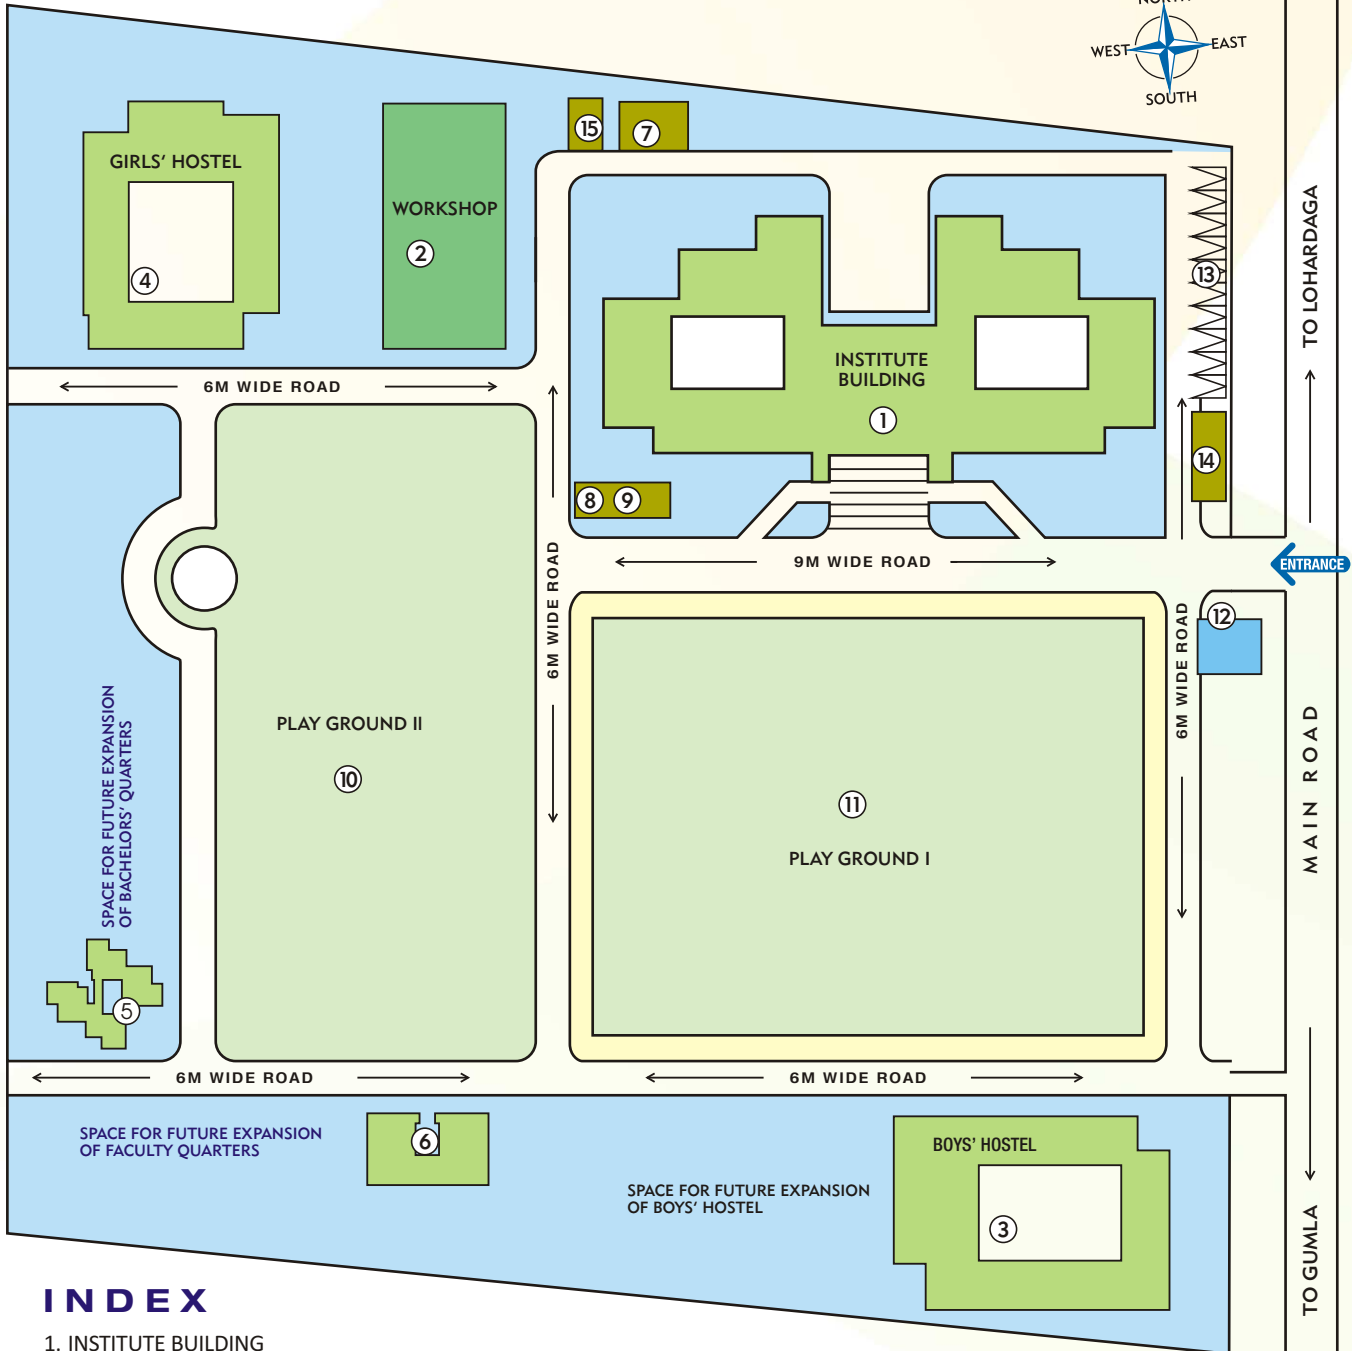 NORTH
WEST
EAST
SOUTH
15
7
GIRLS' HOSTEL
4
WORKSHOP
2
13
TO LOHARDAGA
INSTITUTE
BUILDING
1
6M WIDE ROAD
14
8
9
9M WIDE ROAD
ENTRANCE
6M WIDE ROAD
12
6M WIDE ROAD
SPACE FOR FUTURE EXPANSION
OF BACHELORS' QUARTERS
PLAY GROUND II
10
11
PLAY GROUND I
MAIN ROAD
5
6M WIDE ROAD
6M WIDE ROAD
SPACE FOR FUTURE EXPANSION
OF FACULTY QUARTERS
6
BOYS' HOSTEL
SPACE FOR FUTURE EXPANSION
OF BOYS' HOSTEL
3
TO GUMLA
INDEX
1. INSTITUTE BUILDING